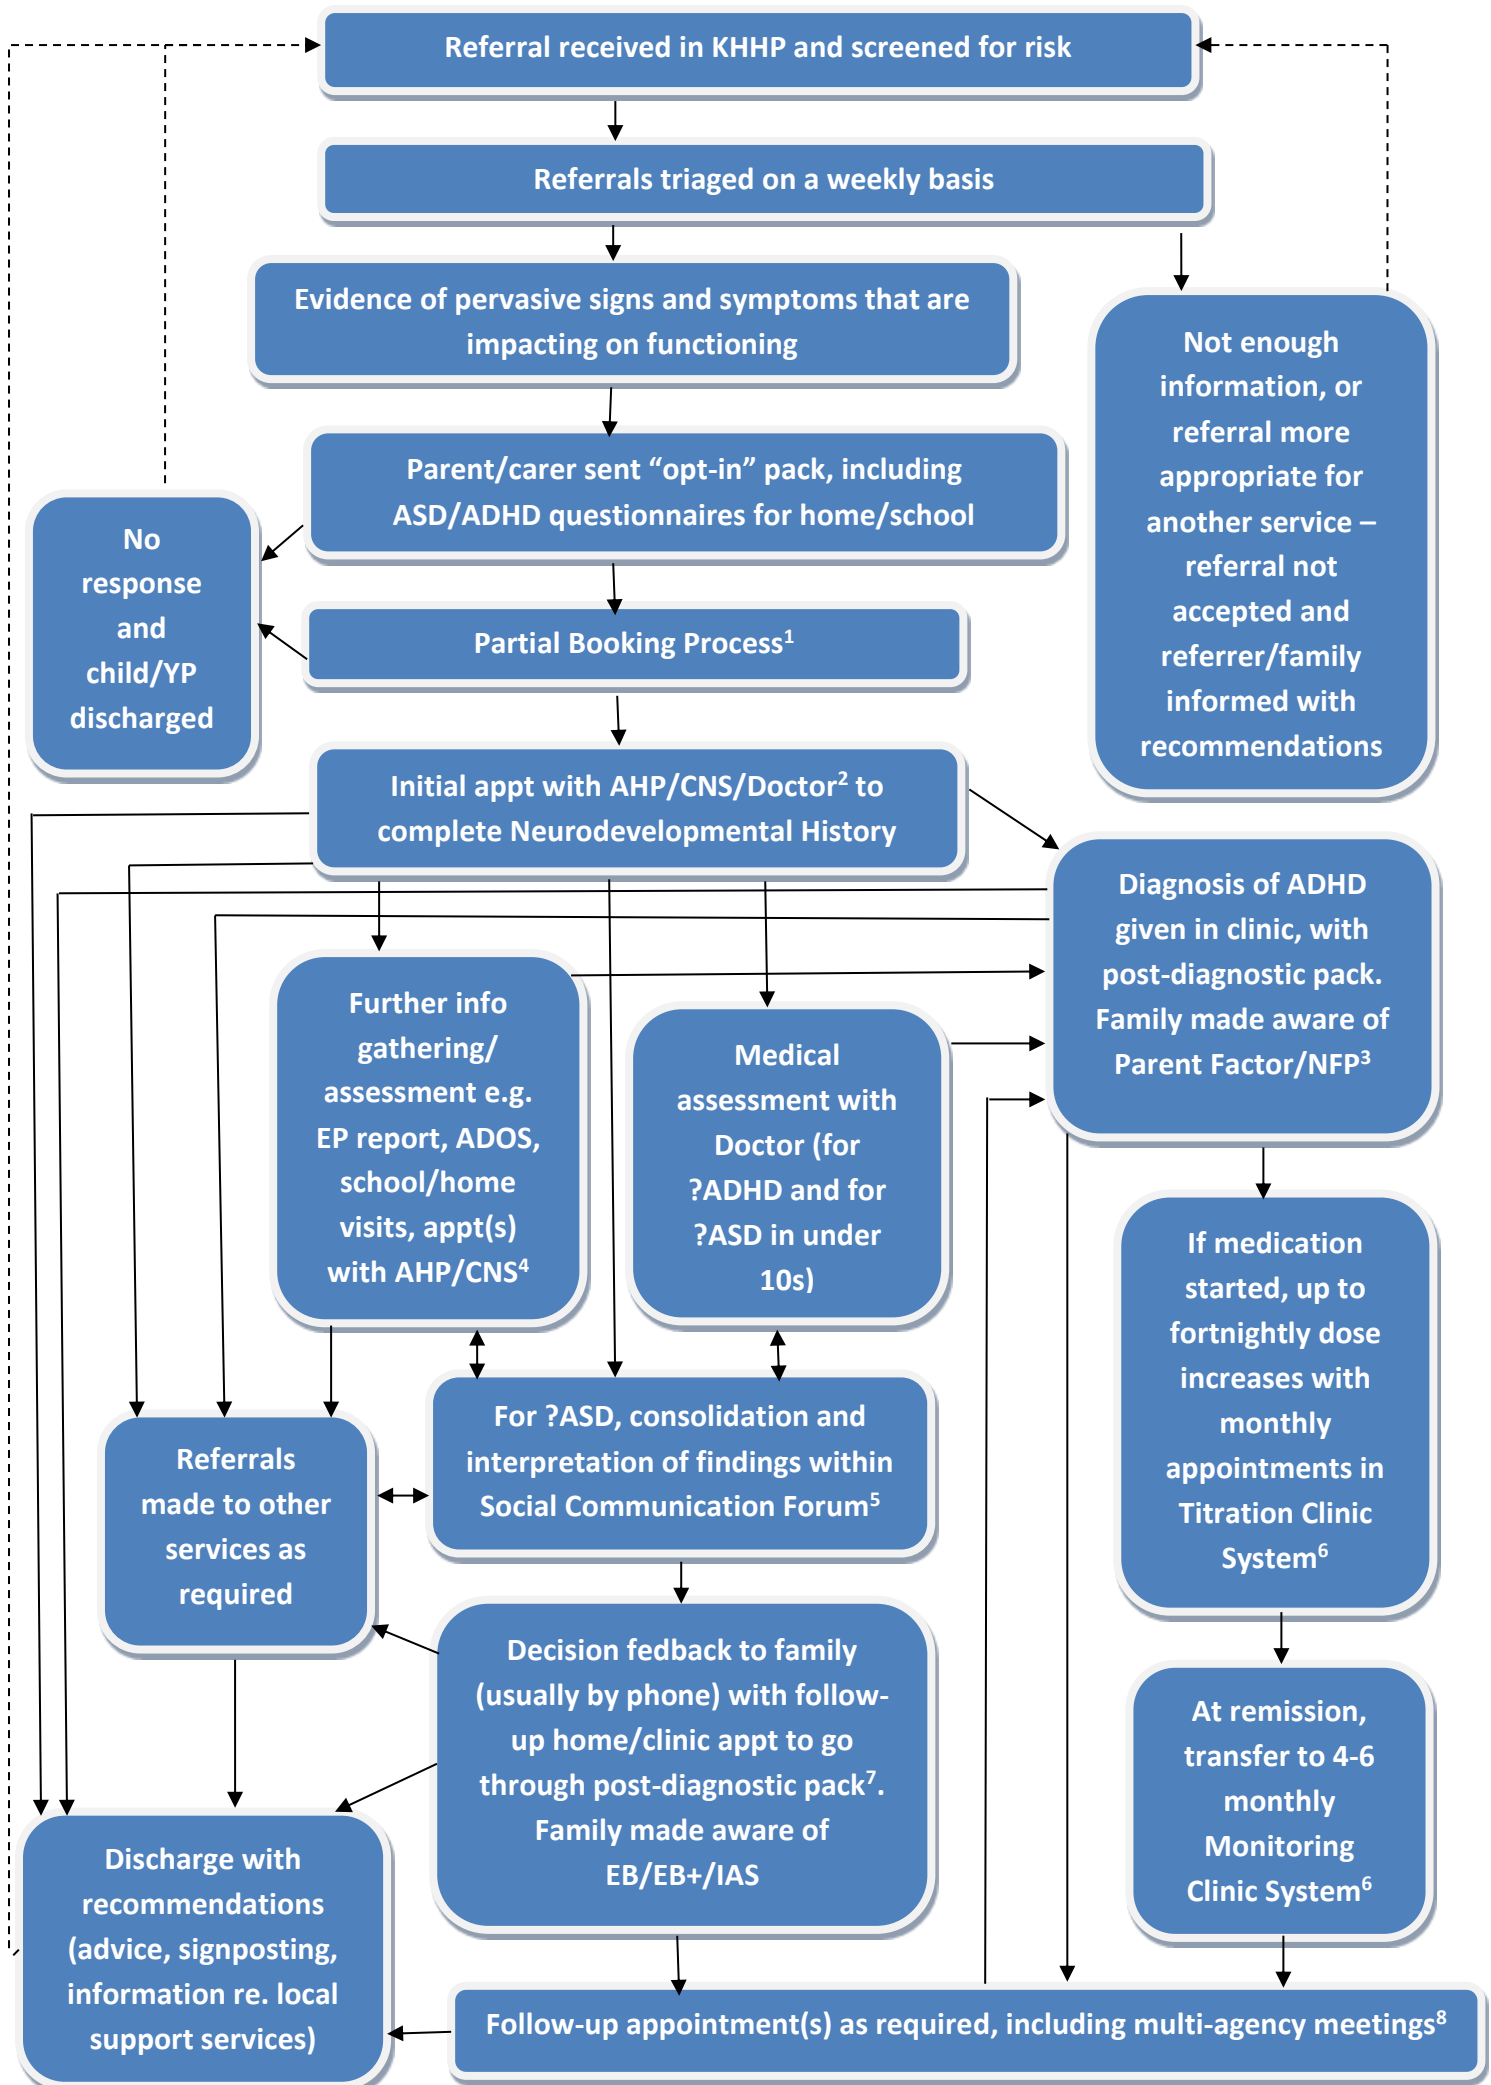 Referral received in KHHP and screened for risk
Referrals triaged on a weekly basis
Evidence of pervasive signs and symptoms that are
impacting on functioning
Not enough
information, or
referral more
appropriate for
another service –
referral not
accepted and
referrer/family
informed with
recommendations
Parent/carer sent “opt-in” pack, including
ASD/ADHD questionnaires for home/school
No
response
and
child/YP
discharged
Partial Booking Process1
Initial appt with AHP/CNS/Doctor2 to
complete Neurodevelopmental History
Diagnosis of ADHD
given in clinic, with
post-diagnostic pack.
Family made aware of
Parent Factor/NFP3
Further info
gathering/
assessment e.g.
EP report, ADOS,
school/home
visits, appt(s)
with AHP/CNS4
Medical
assessment with
Doctor (for
?ADHD and for
?ASD in under
10s)
If medication
started, up to
fortnightly dose
increases with
monthly
appointments in
Titration Clinic
System6
For ?ASD, consolidation and
interpretation of findings within
Social Communication Forum5
Referrals
made to other
services as
required
Decision fedback to family
(usually by phone) with follow-
up home/clinic appt to go
through post-diagnostic pack7.
Family made aware of
EB/EB+/IAS
At remission,
transfer to 4-6
monthly
Monitoring
Clinic System6
Discharge with
recommendations
(advice, signposting,
information re. local
support services)
Follow-up appointment(s) as required, including multi-agency meetings8